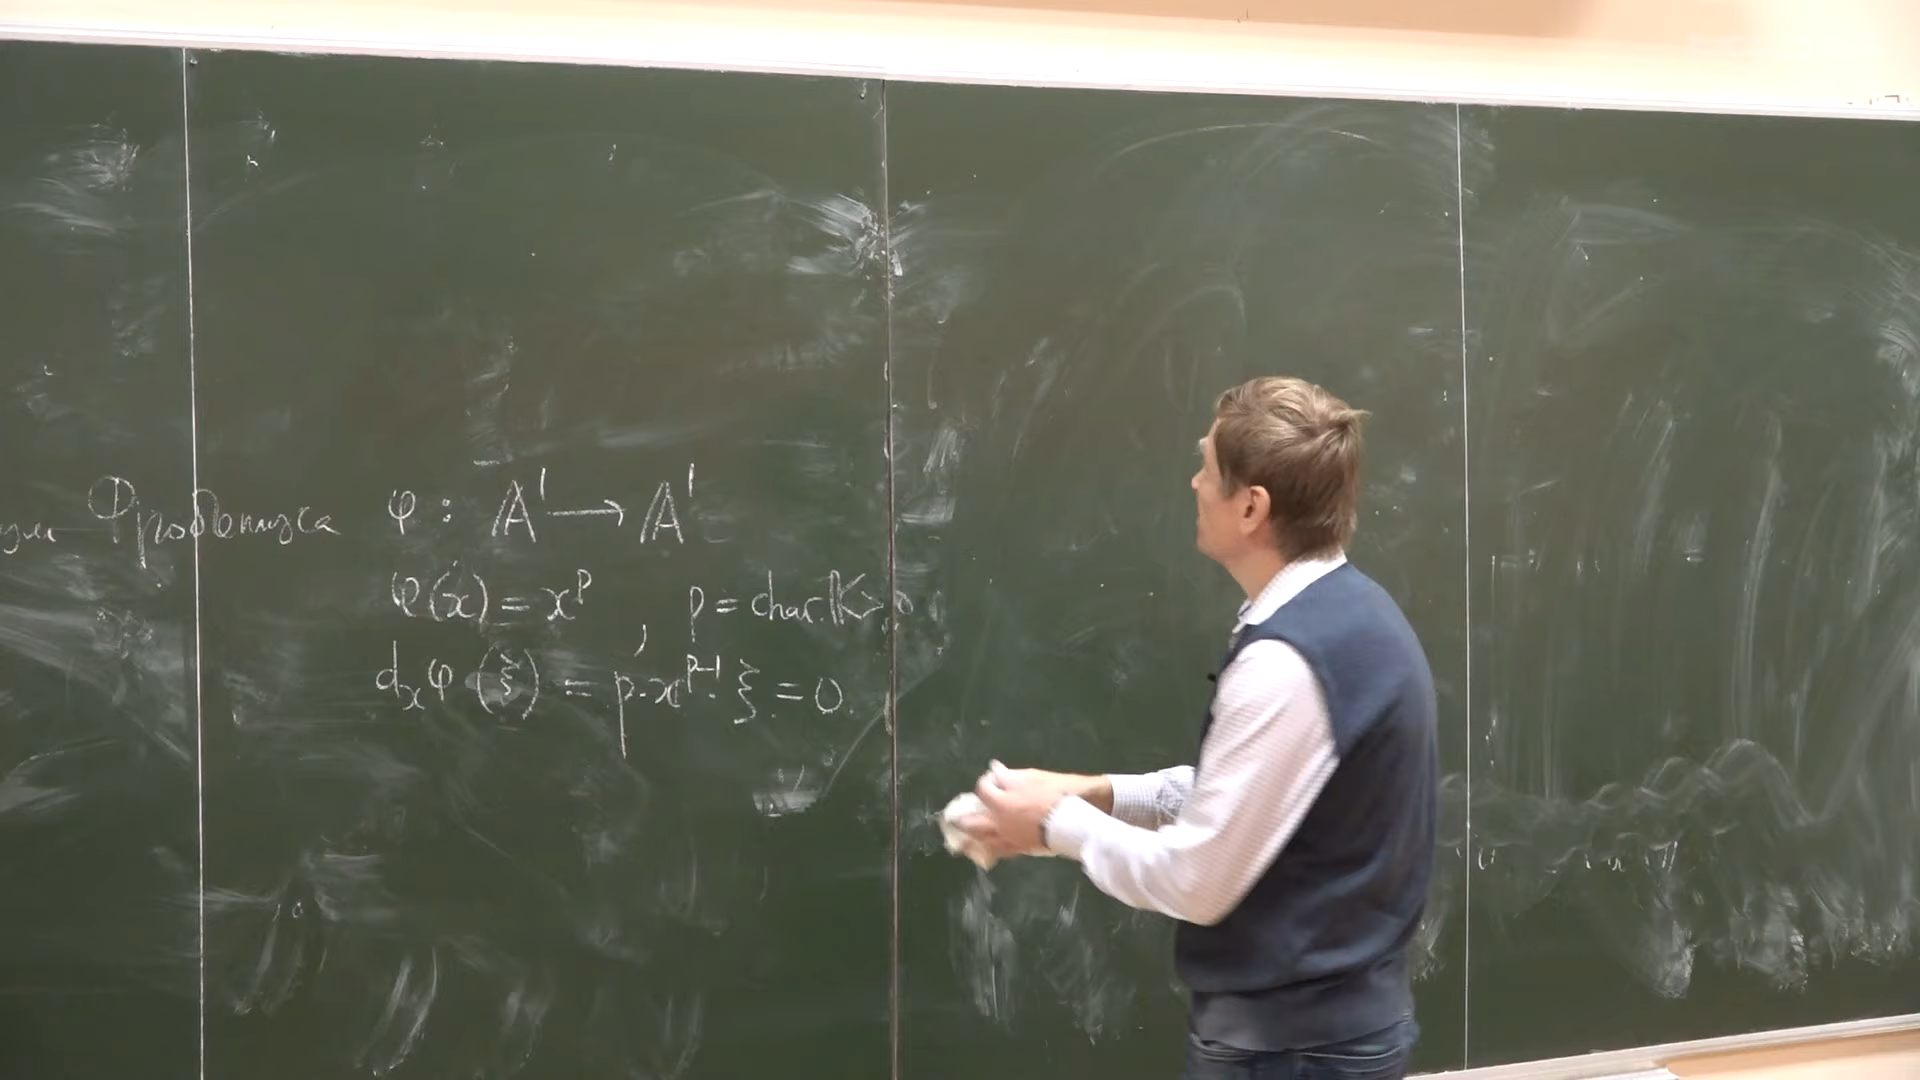 Фробениуса φ : 𝔸¹ ⟶ 𝔸¹
φ(x) = x^p , p = char 𝕂 > 0
d_x φ (ξ) = p · x^{p-1} · ξ = 0.